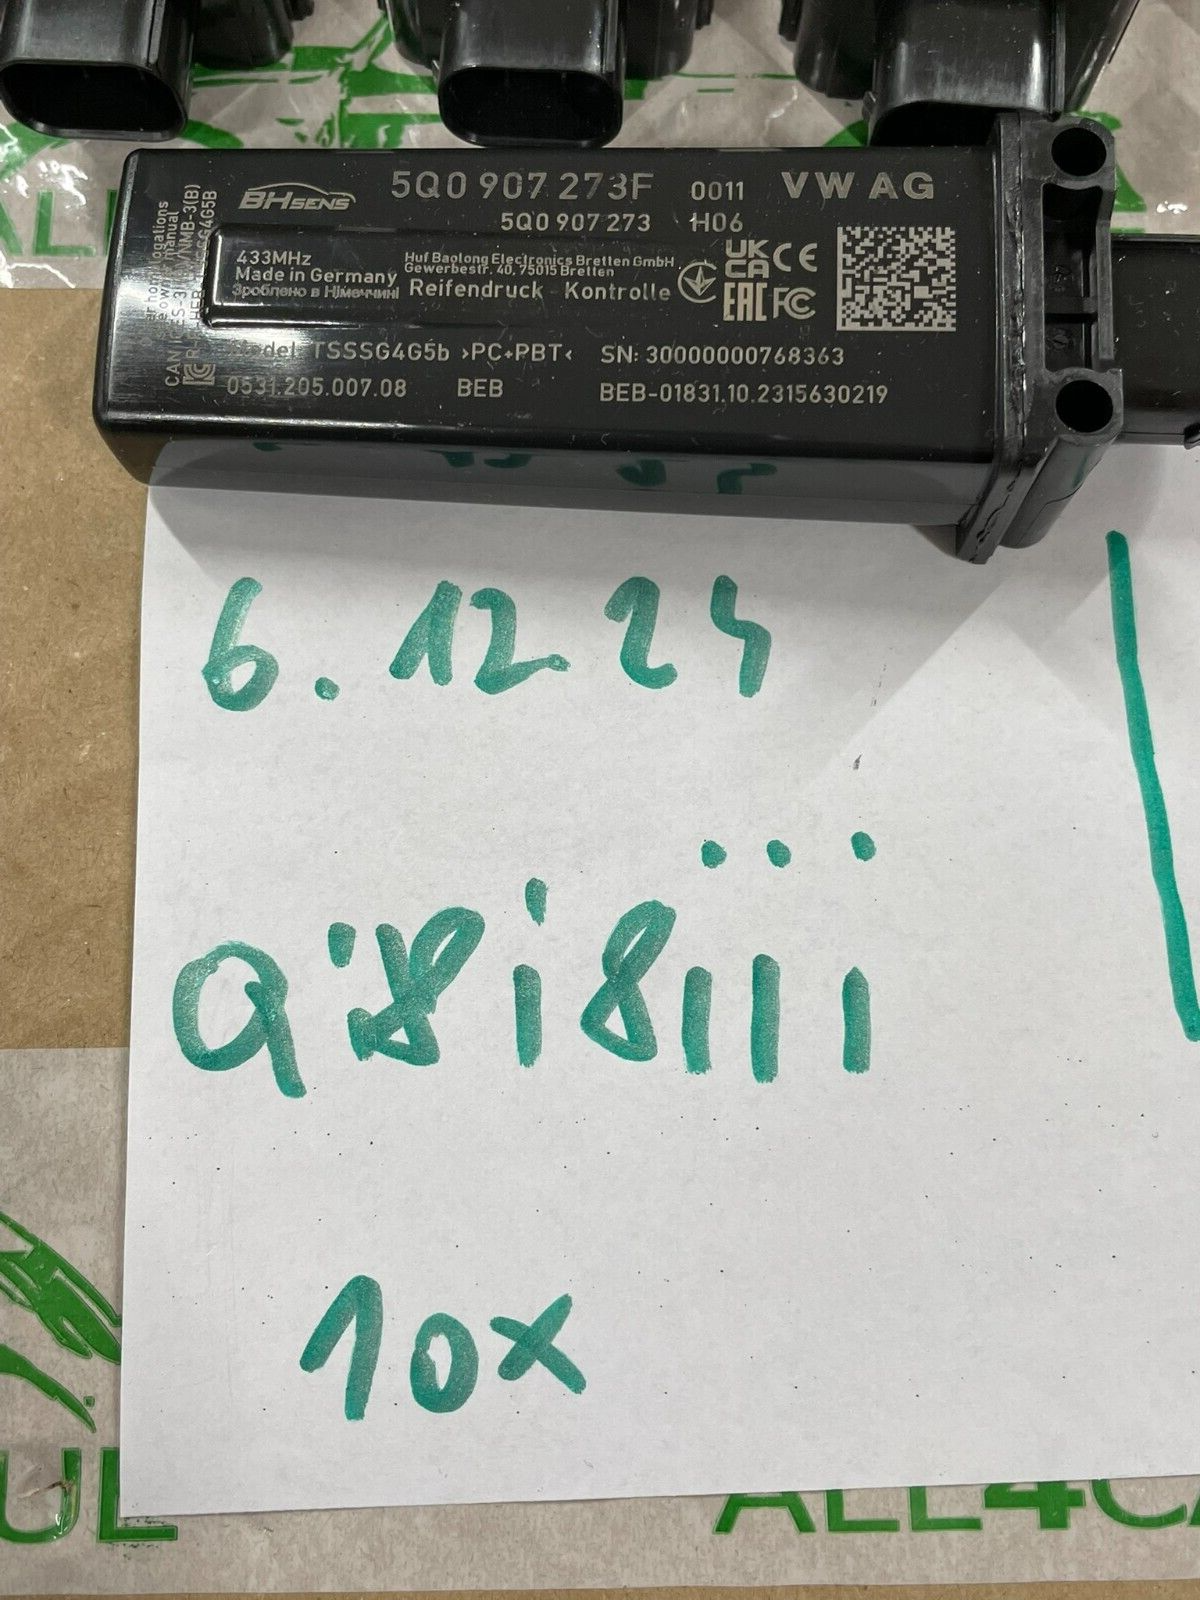 BHSENS
5Q0 907 273F 0011 VW AG
5Q0 907 273 H06
433MHz
Made in Germany
Зроблено в Німеччині
Huf Baolong Electronics Bretten GmbH
Gewerbestr. 40, 75015 Bretten
Reifendruck - Kontrolle
UK CA CE
EAC FC
Model TSSSG4G5b >PC+PBT< SN: 30000000768363
0531.205.007.08 BEB BEB-01831.10.2315630219
6.12 24
10x
UL
ALL4CA